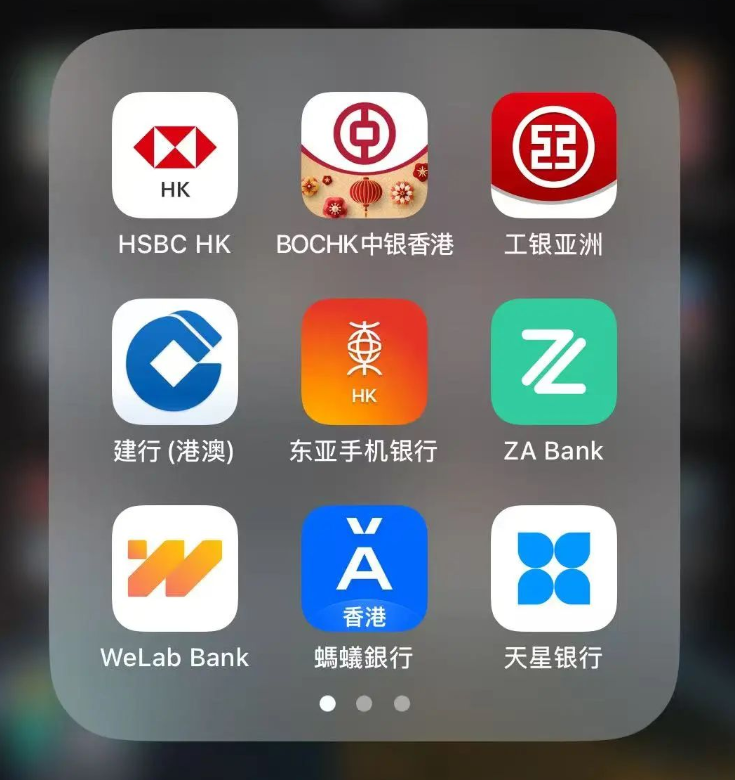 HK
HSBC HK
BOCHK中银香港
工银亚洲
建行 (港澳)
HK
东亚手机银行
ZA Bank
WeLab Bank
Ǎ
香港
螞蟻銀行
天星银行